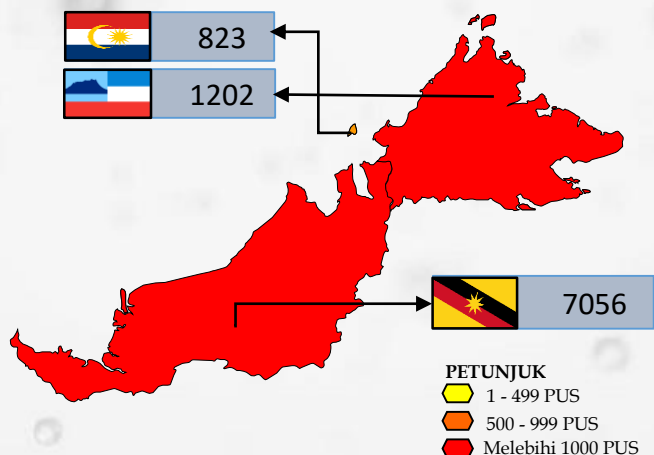 823
1202
7056
PETUNJUK
1 - 499 PUS
500 - 999 PUS
Melebihi 1000 PUS